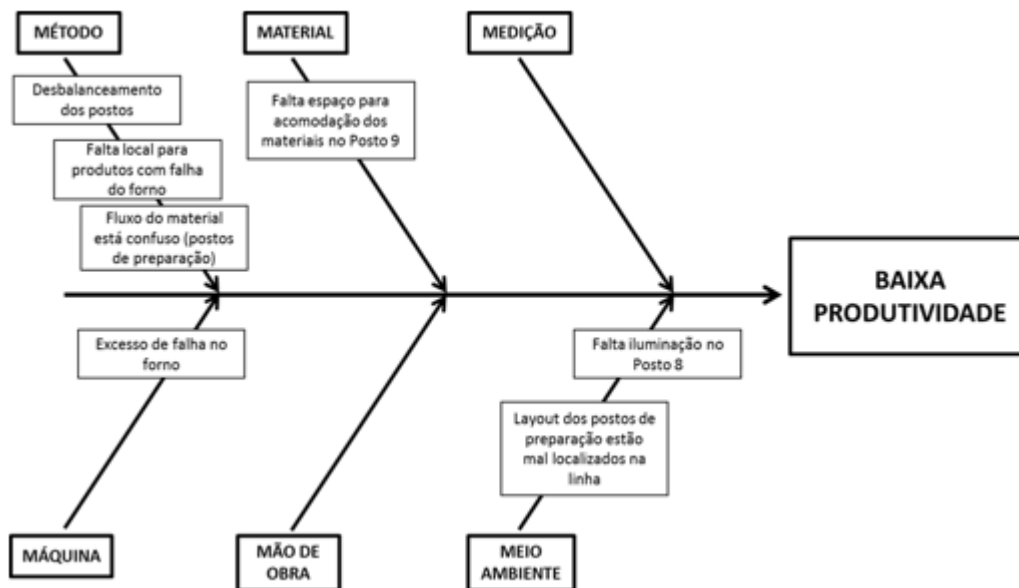 MÉTODO
MATERIAL
MEDIÇÃO
Desbalanceamento
dos postos
Falta local para
produtos com falha
do forno
Fluxo do material
está confuso (postos
de preparação)
Falta espaço para
acomodação dos
materiais no Posto 9
BAIXA
PRODUTIVIDADE
Excesso de falha no
forno
Falta iluminação no
Posto 8
Layout dos postos de
preparação estão
mal localizados na
linha
MÁQUINA
MÃO DE
OBRA
MEIO
AMBIENTE